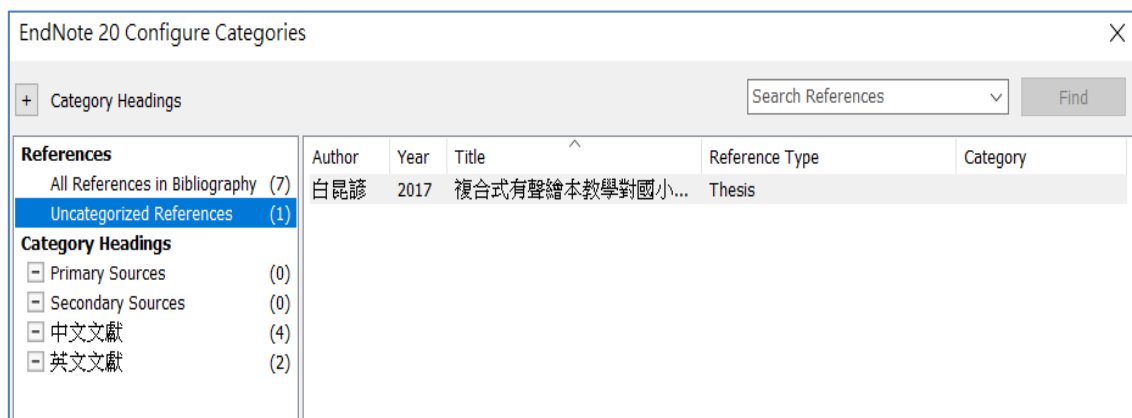 EndNote 20 Configure Categories
+ Category Headings
Search References
Find
References
All References in Bibliography (7)
Uncategorized References (1)
Category Headings
Primary Sources (0)
Secondary Sources (0)
中文文獻 (4)
英文文獻 (2)
Author Year Title Reference Type Category
白昆諺 2017 複合式有聲繪本教學對國小... Thesis